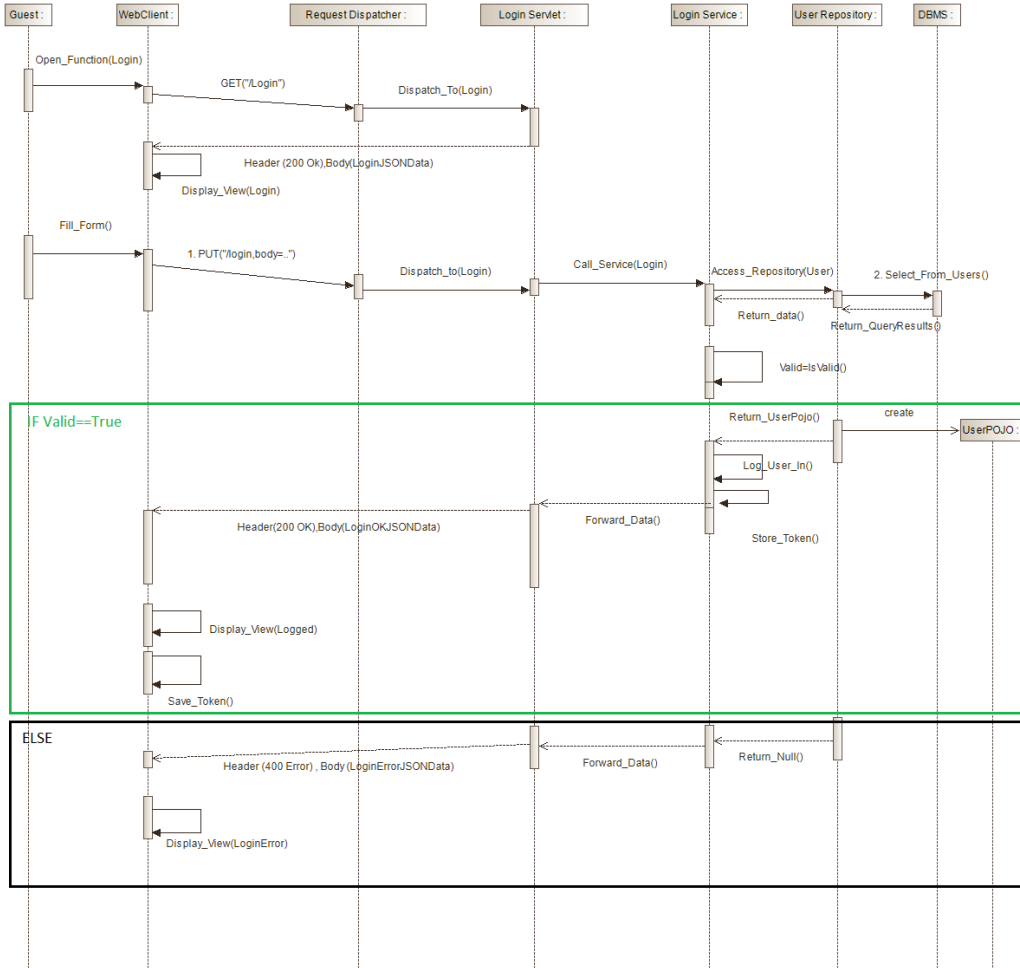 Guest :
WebClient :
Request Dispatcher :
Login Servlet :
Login Service :
User Repository :
DBMS :
Open_Function(Login)
GET("/Login")
Dispatch_To(Login)
Header (200 Ok),Body(LoginJSONData)
Display_View(Login)
Fill_Form()
1. PUT("/login,body=..")
Dispatch_to(Login)
Call_Service(Login)
Access_Repository(User)
2. Select_From_Users()
Return_data()
Return_QueryResults()
Valid=IsValid()
IF Valid==True
Return_UserPojo()
create
UserPOJO :
Log_User_In()
Forward_Data()
Header(200 OK),Body(LoginOKJSONData)
Store_Token()
Display_View(Logged)
Save_Token()
ELSE
Header (400 Error) , Body (LoginErrorJSONData)
Forward_Data()
Return_Null()
Display_View(LoginError)